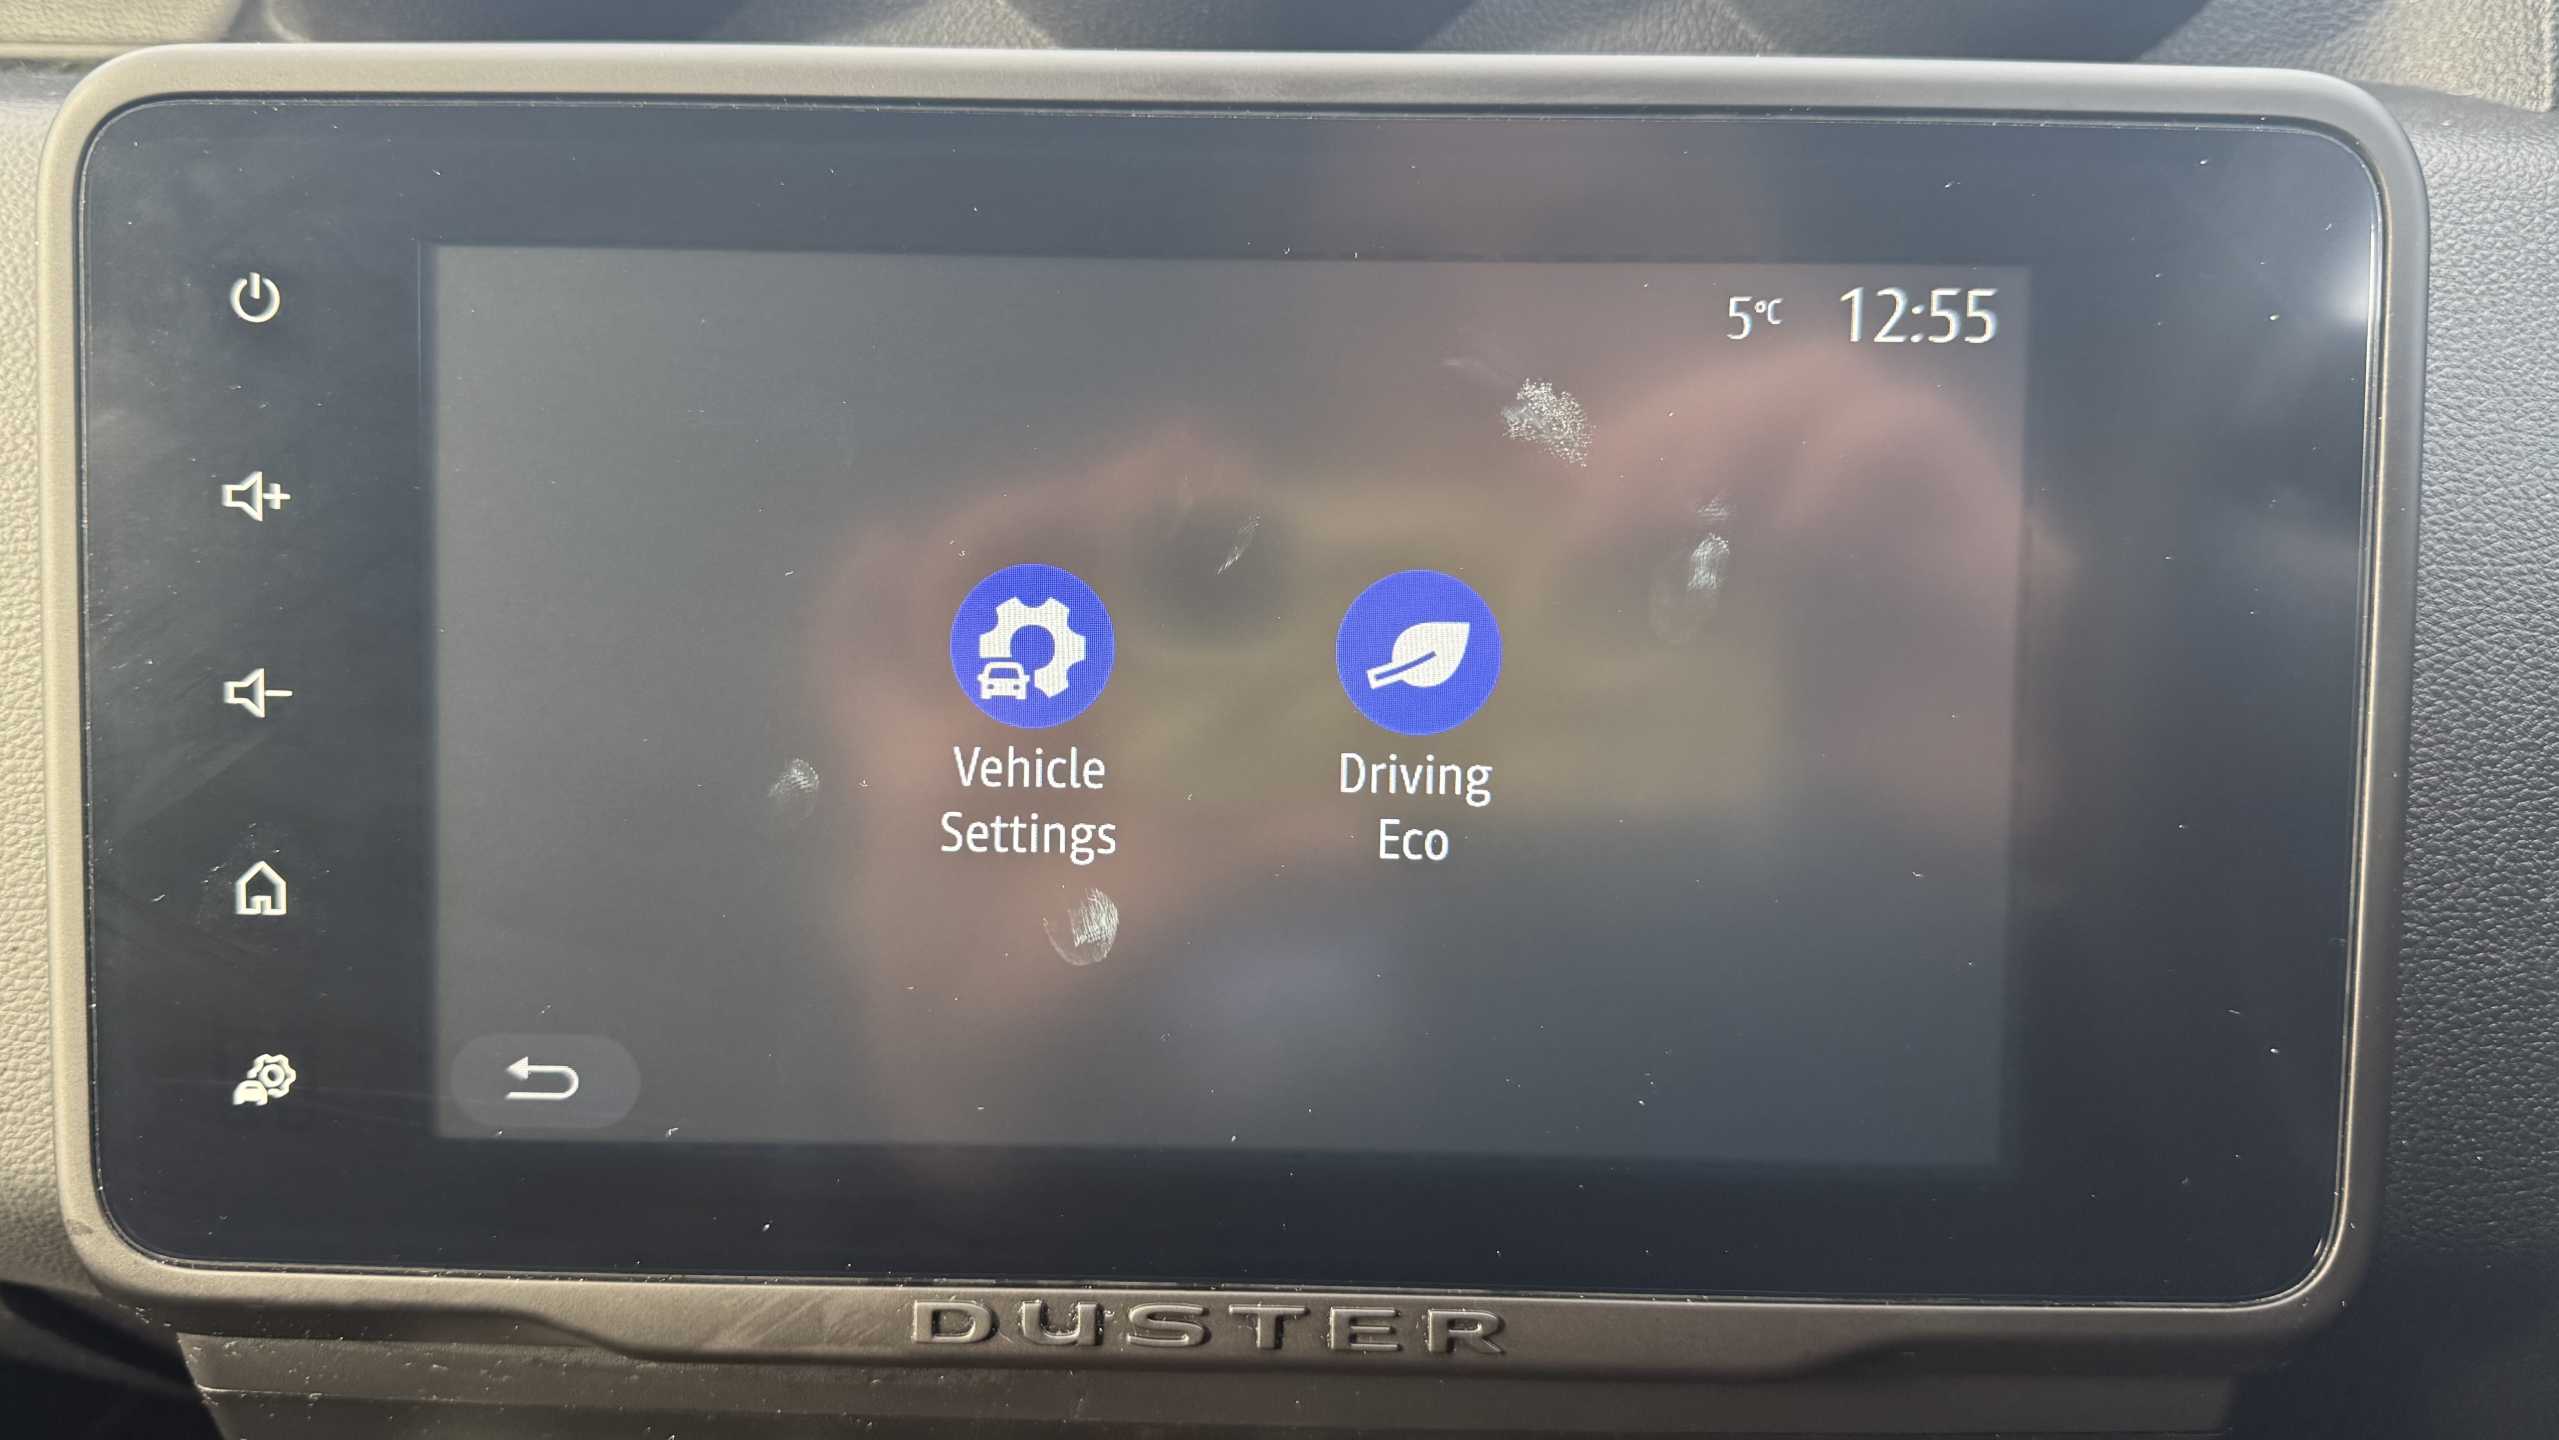 5°C 12:55
Vehicle
Settings
Driving
Eco
DUSTER